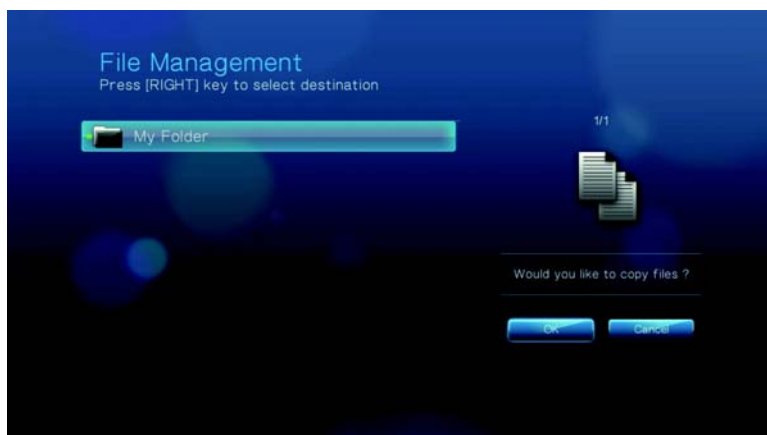 File Management
Press [RIGHT] key to select destination
My Folder
1/1
Would you like to copy files ?
OK
Cancel